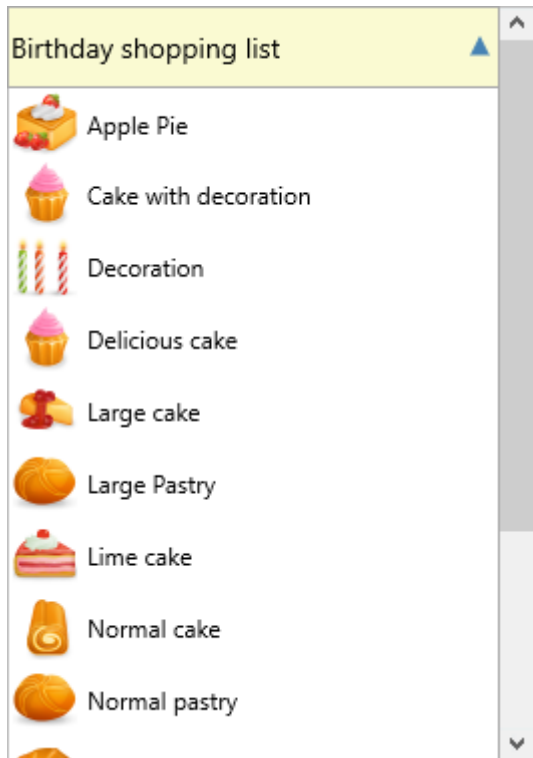 Birthday shopping list
Apple Pie
Cake with decoration
Decoration
Delicious cake
Large cake
Large Pastry
Lime cake
Normal cake
Normal pastry